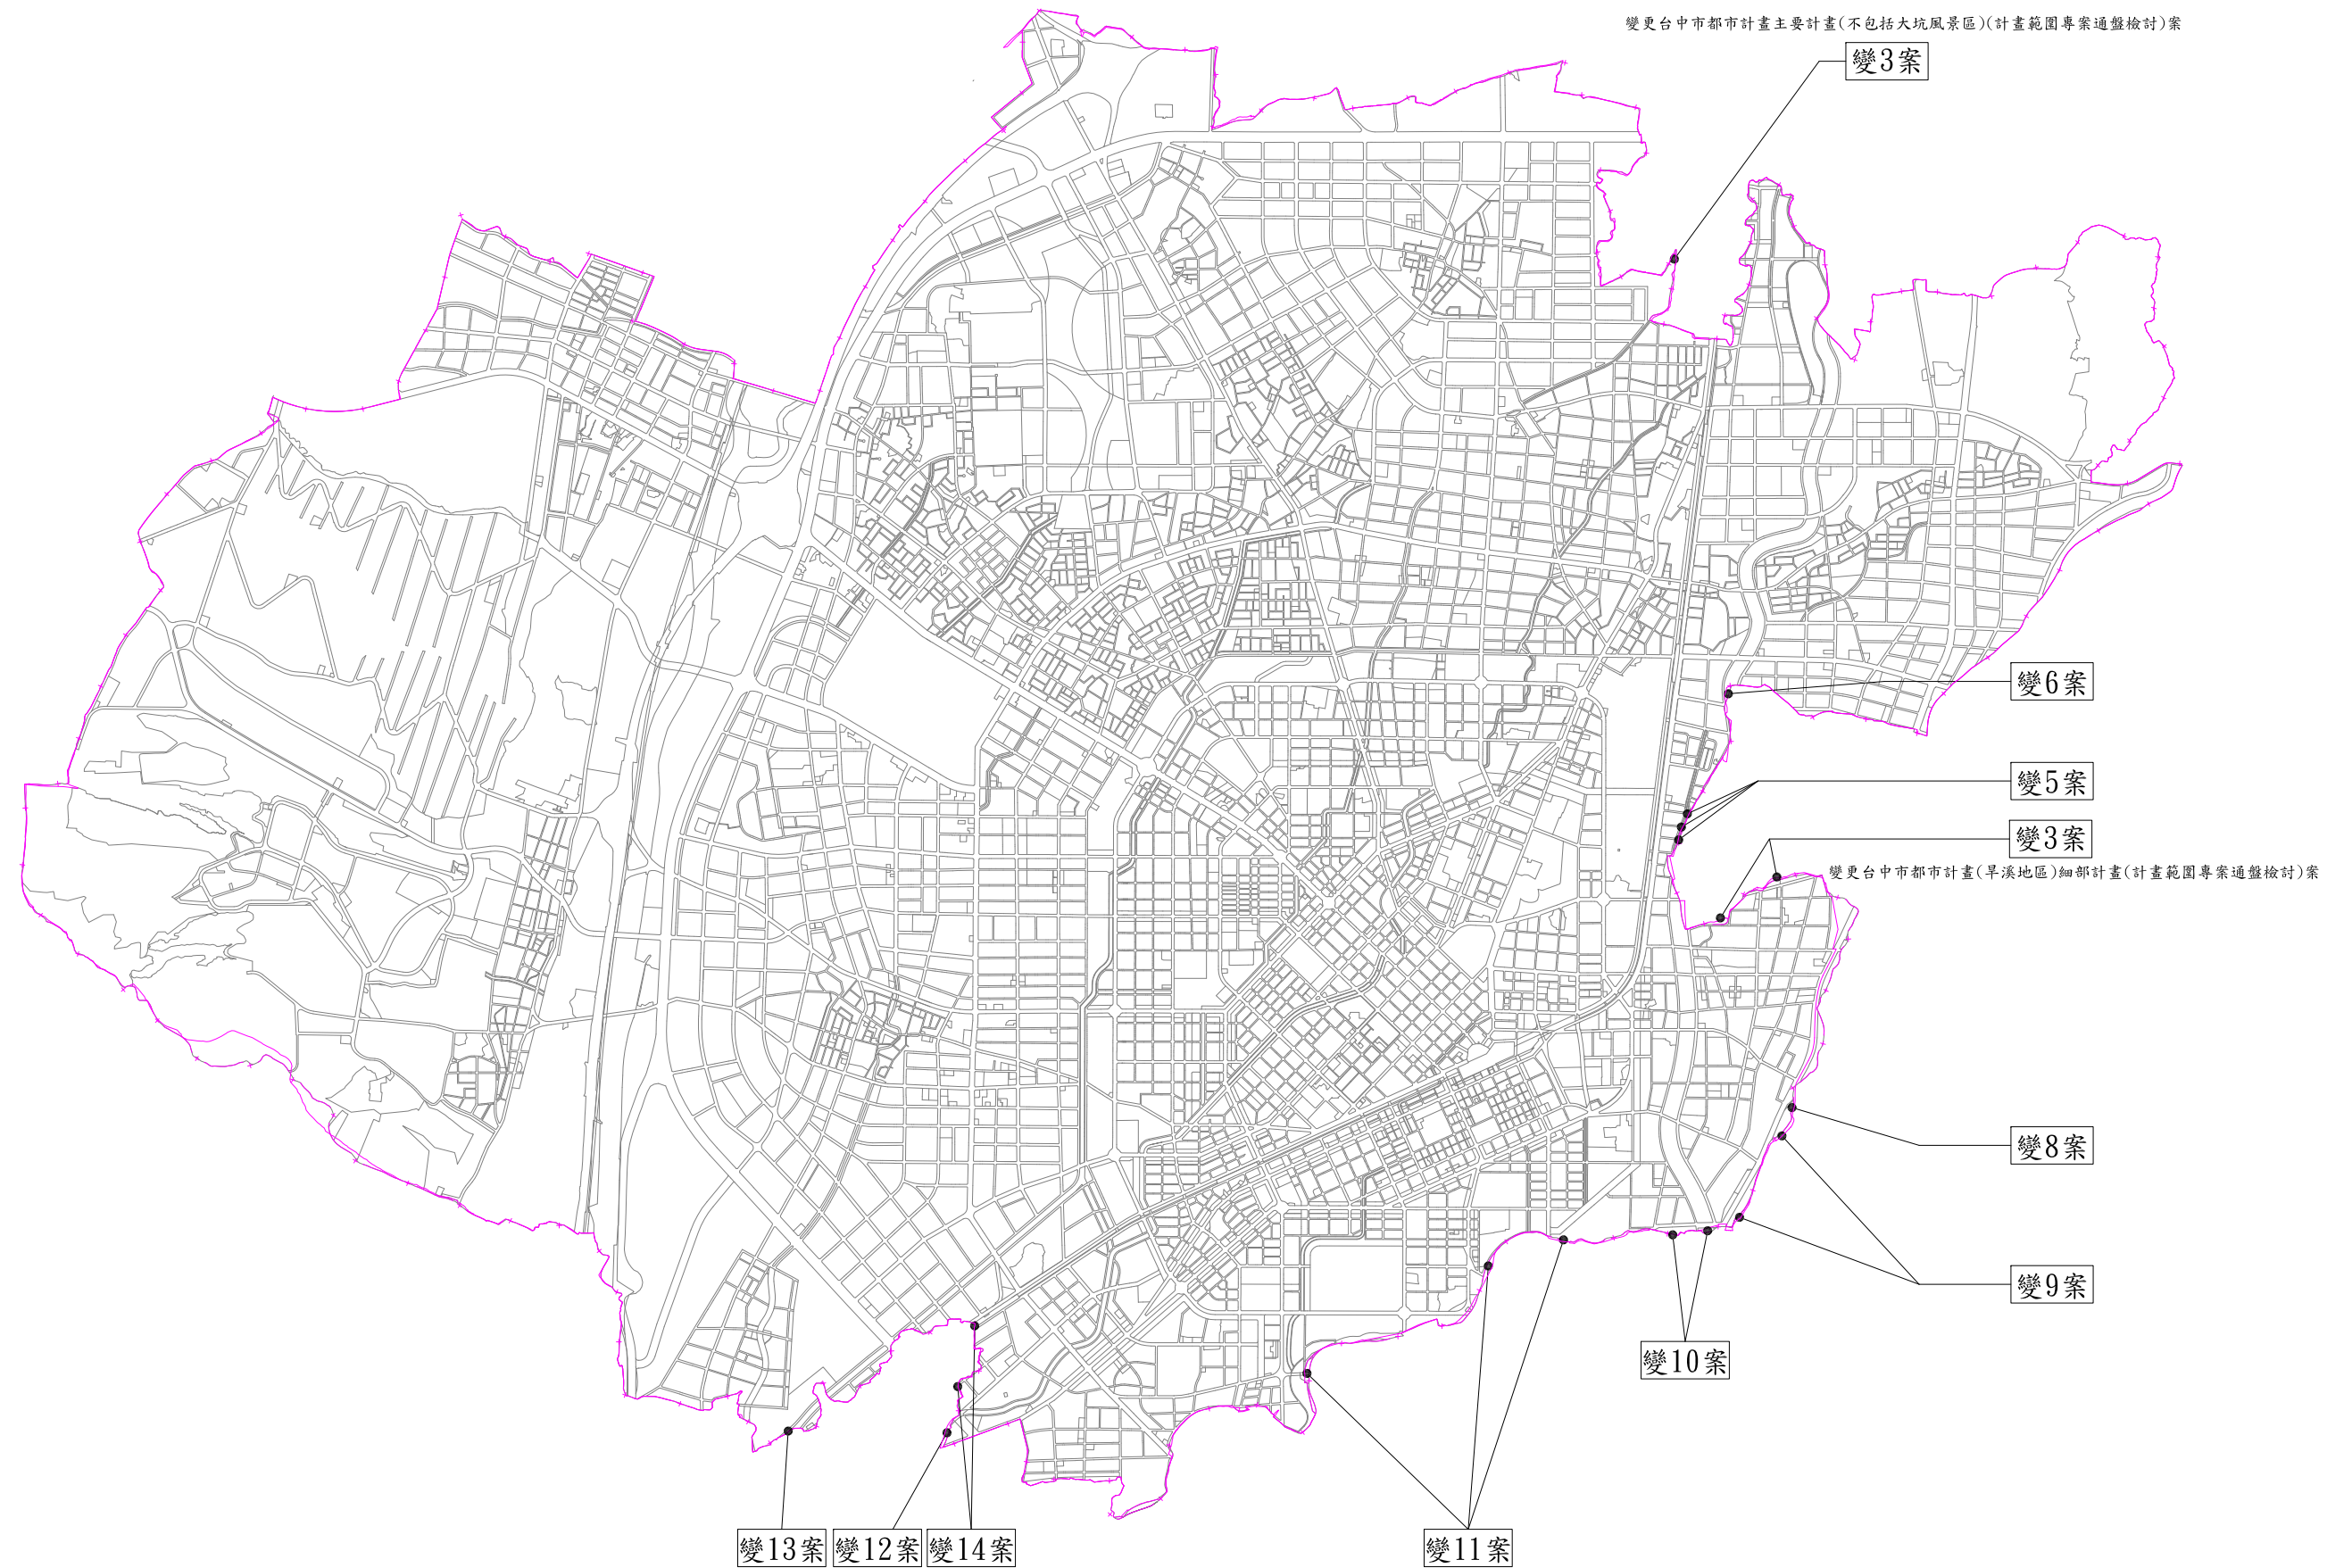 變更台中市都市計畫主要計畫(不包括大坑風景區)(計畫範圍專案通盤檢討)案
變3案
變6案
變5案
變3案
變更台中市都市計畫(旱溪地區)細部計畫(計畫範圍專案通盤檢討)案
變8案
變9案
變10案
變13案
變12案
變14案
變11案